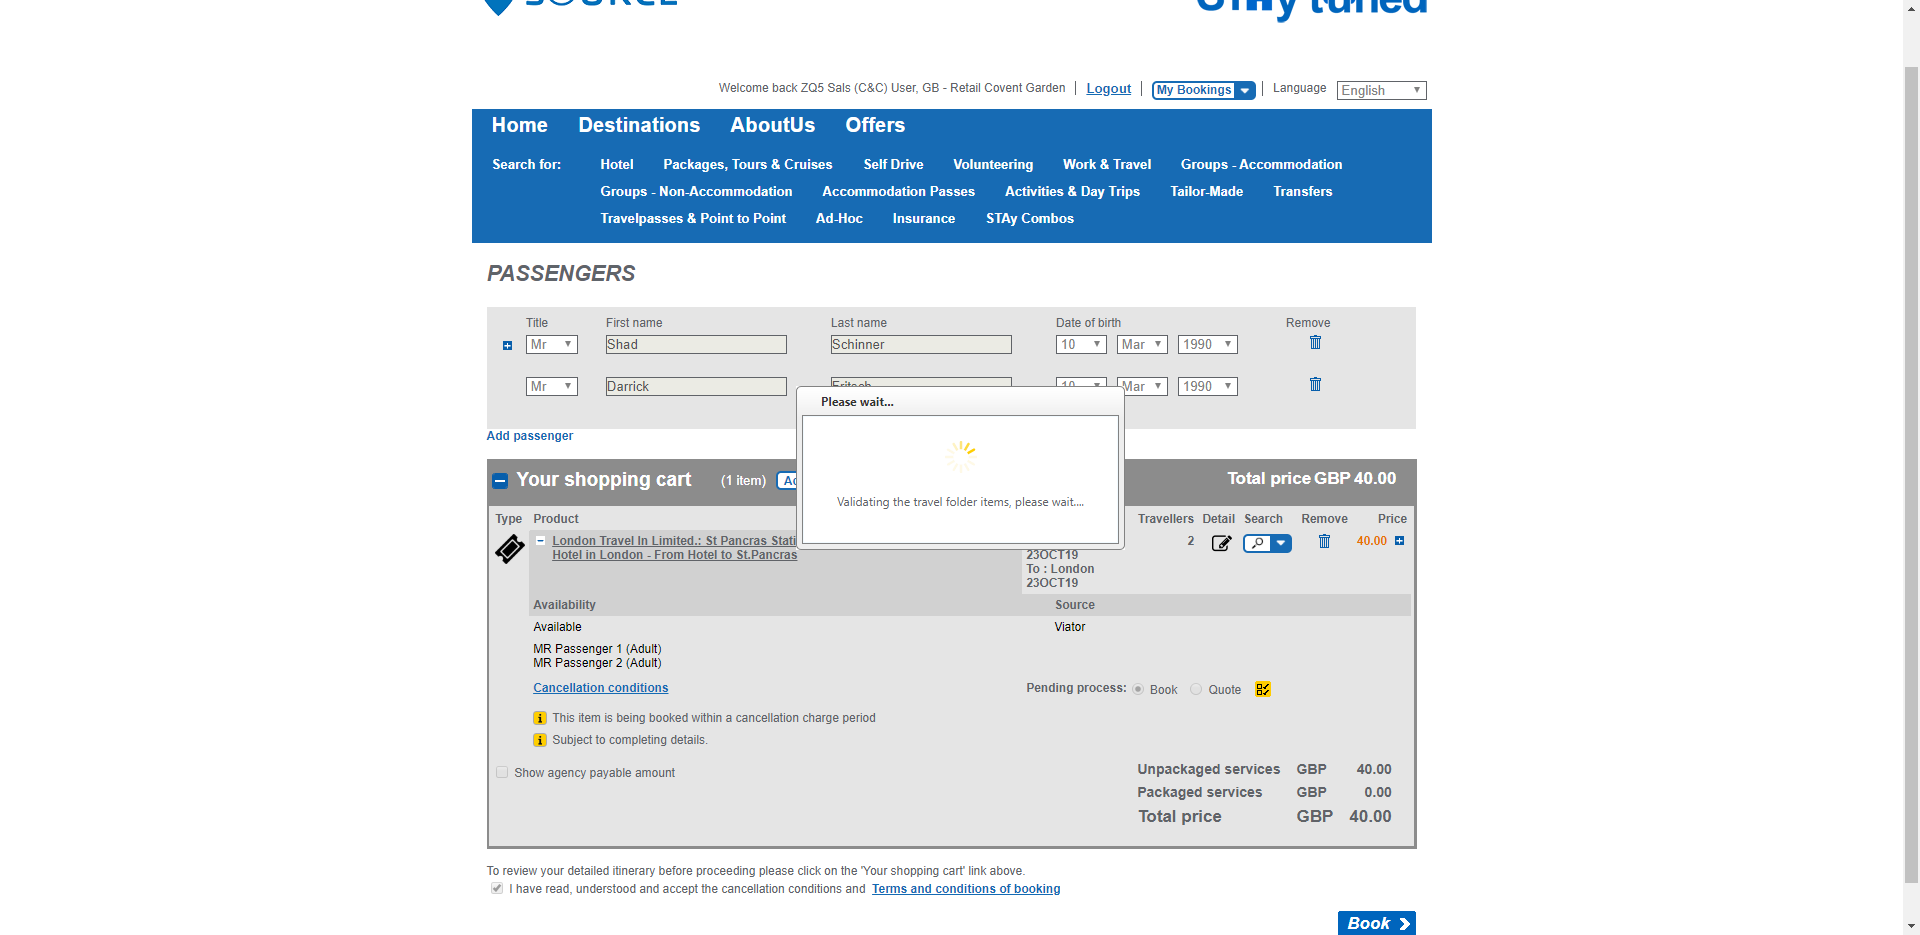 SOURCE
STAy tuned
Welcome back ZQ5 Sals (C&C) User, GB - Retail Covent Garden | Logout | My Bookings | Language English
Home Destinations AboutUs Offers
Search for: Hotel Packages, Tours & Cruises Self Drive Volunteering Work & Travel Groups - Accommodation
Groups - Non-Accommodation Accommodation Passes Activities & Day Trips Tailor-Made Transfers
Travelpasses & Point to Point Ad-Hoc Insurance STAy Combos
PASSENGERS
Title First name Last name Date of birth Remove
Mr Shad Schinner 10 Mar 1990
Mr Darrick Fritsch 10 Mar 1990
Please wait...
Validating the travel folder items, please wait....
Add passenger
Your shopping cart (1 item) Total price GBP 40.00
Type Product Travellers Detail Search Remove Price
London Travel In Limited.: St Pancras Stati 2 40.00
Hotel in London - From Hotel to St.Pancras 23OCT19
To : London
23OCT19
Availability Source
Available Viator
MR Passenger 1 (Adult)
MR Passenger 2 (Adult)
Cancellation conditions Pending process: Book Quote
This item is being booked within a cancellation charge period
Subject to completing details.
Show agency payable amount
Unpackaged services GBP 40.00
Packaged services GBP 0.00
Total price GBP 40.00
To review your detailed itinerary before proceeding please click on the 'Your shopping cart' link above.
I have read, understood and accept the cancellation conditions and Terms and conditions of booking
Book